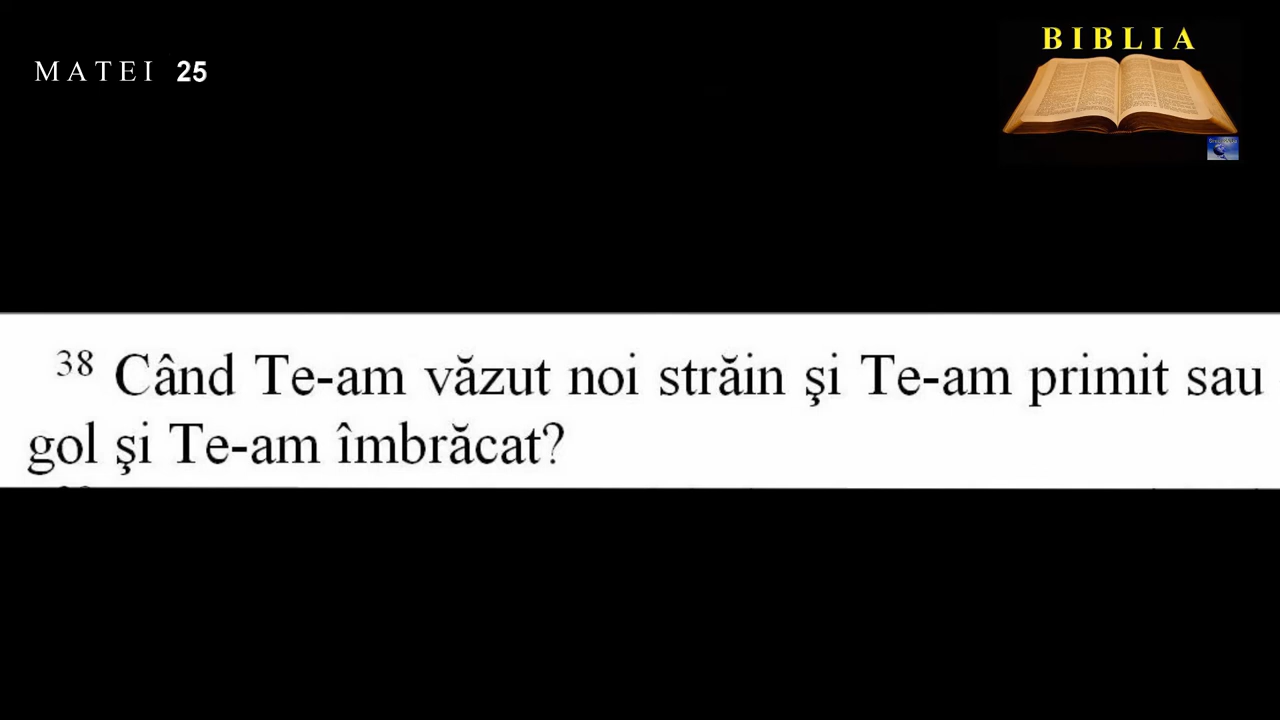 BIBLIA
MATEI 25
38 Când Te-am văzut noi străin şi Te-am primit sau
gol şi Te-am îmbrăcat?